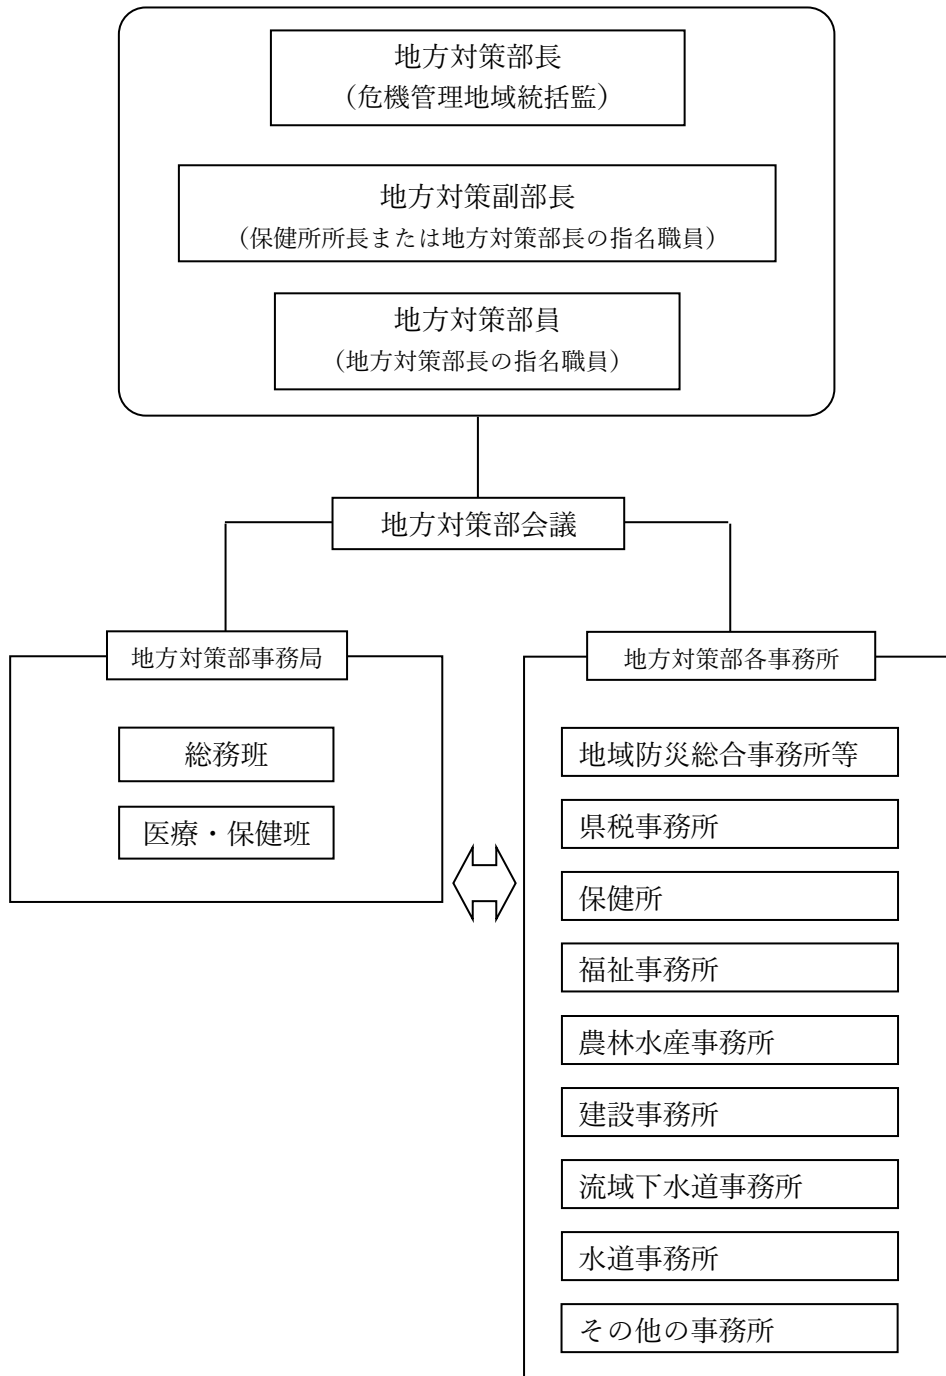 地方対策部長
（危機管理地域統括監）
地方対策副部長
（保健所所長または地方対策部長の指名職員）
地方対策部員
（地方対策部長の指名職員）
地方対策部会議
地方対策部事務局
総務班
医療・保健班
地方対策部各事務所
地域防災総合事務所等
県税事務所
保健所
福祉事務所
農林水産事務所
建設事務所
流域下水道事務所
水道事務所
その他の事務所